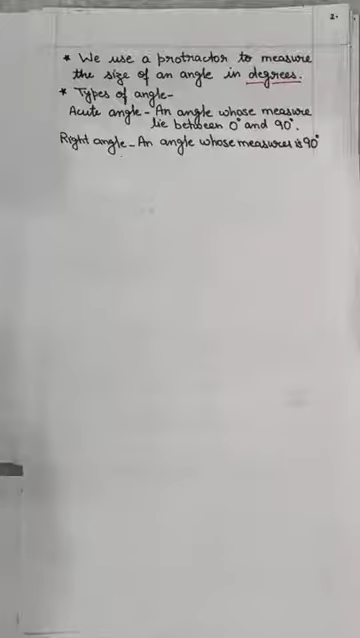 2.
* We use a protractor to measure
the size of an angle in degrees.
* Types of angle-
Acute angle - An angle whose measure
lie between 0° and 90°.
Right angle - An angle whose measures is 90°